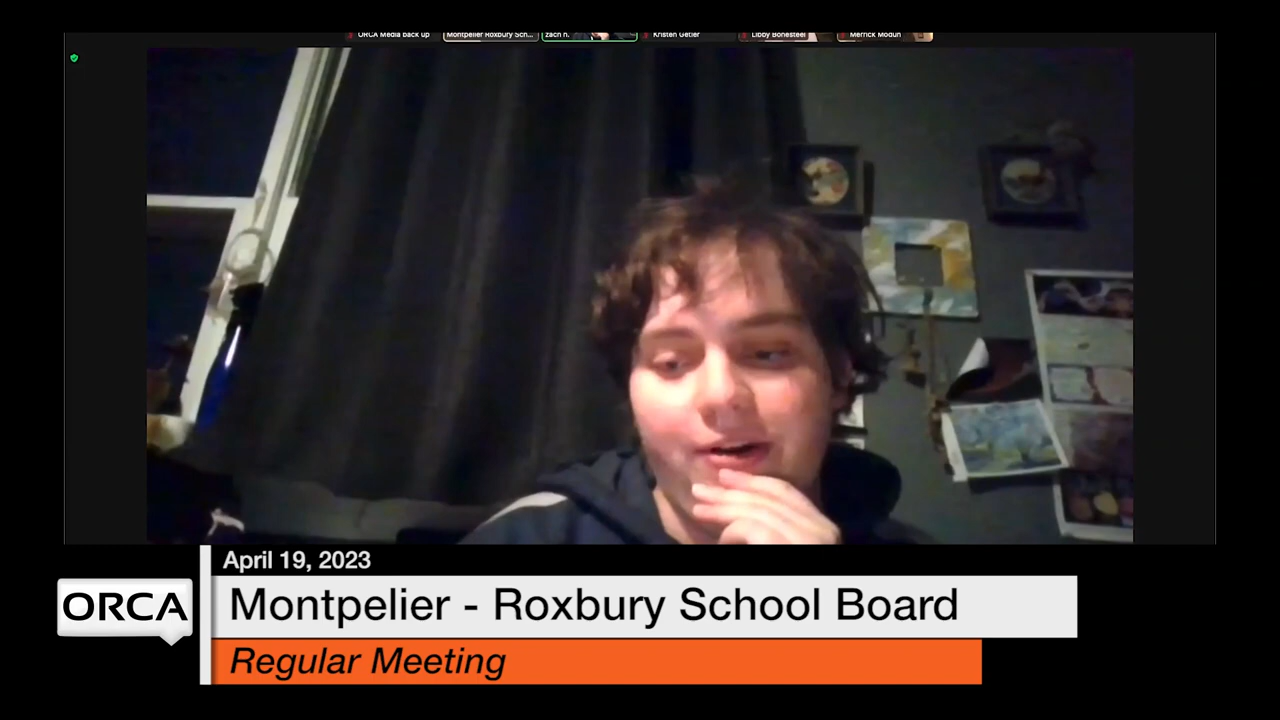 ORCA Media back up
Montpelier Roxbury Sch...
zach h.
Kristen Getler
Libby Bonesteel
Merrick Modun
April 19, 2023
ORCA
Montpelier - Roxbury School Board
Regular Meeting